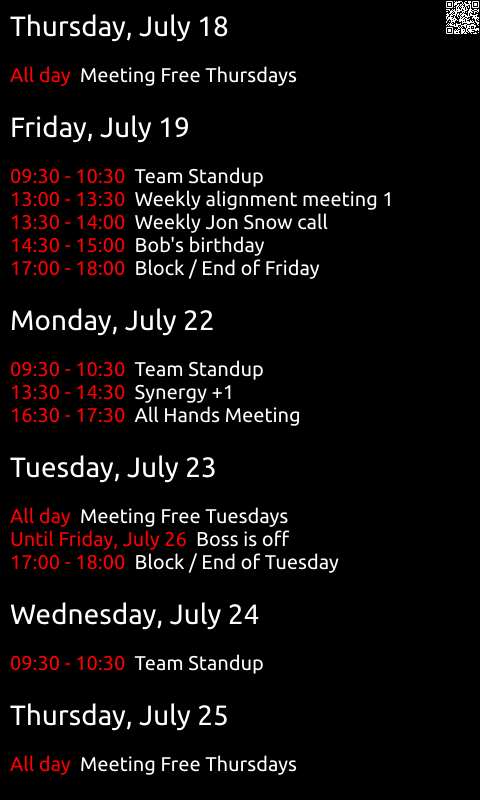 Thursday, July 18
All day Meeting Free Thursdays
Friday, July 19
09:30 - 10:30 Team Standup
13:00 - 13:30 Weekly alignment meeting 1
13:30 - 14:00 Weekly Jon Snow call
14:30 - 15:00 Bob's birthday
17:00 - 18:00 Block / End of Friday
Monday, July 22
09:30 - 10:30 Team Standup
13:30 - 14:30 Synergy +1
16:30 - 17:30 All Hands Meeting
Tuesday, July 23
All day Meeting Free Tuesdays
Until Friday, July 26 Boss is off
17:00 - 18:00 Block / End of Tuesday
Wednesday, July 24
09:30 - 10:30 Team Standup
Thursday, July 25
All day Meeting Free Thursdays